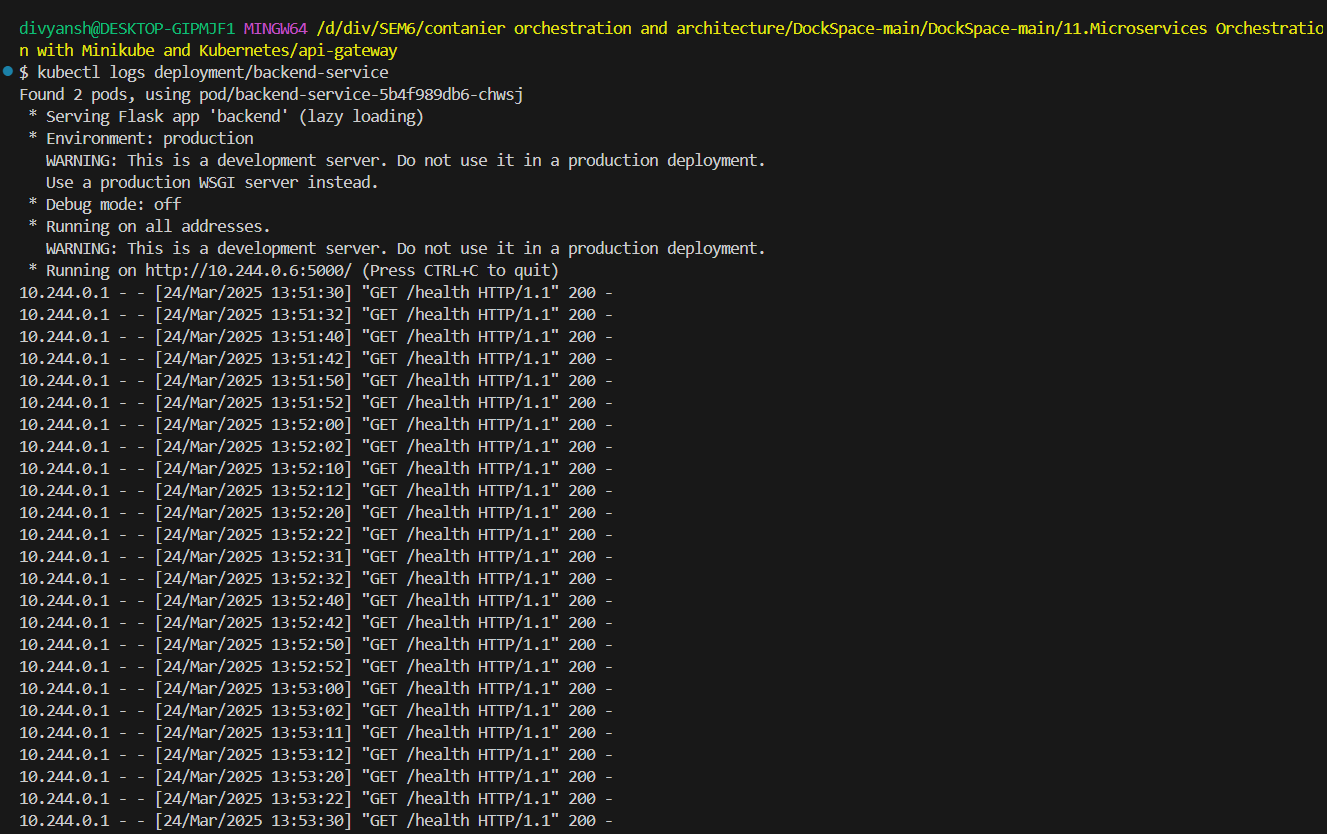 divyansh@DESKTOP-GIPMJF1 MINGW64 /d/div/SEM6/contanier orchestration and architecture/DockSpace-main/DockSpace-main/11.Microservices Orchestratio
n with Minikube and Kubernetes/api-gateway
$ kubectl logs deployment/backend-service
Found 2 pods, using pod/backend-service-5b4f989db6-chwsj
 * Serving Flask app 'backend' (lazy loading)
 * Environment: production
   WARNING: This is a development server. Do not use it in a production deployment.
   Use a production WSGI server instead.
 * Debug mode: off
 * Running on all addresses.
   WARNING: This is a development server. Do not use it in a production deployment.
 * Running on http://10.244.0.6:5000/ (Press CTRL+C to quit)
10.244.0.1 - - [24/Mar/2025 13:51:30] "GET /health HTTP/1.1" 200 -
10.244.0.1 - - [24/Mar/2025 13:51:32] "GET /health HTTP/1.1" 200 -
10.244.0.1 - - [24/Mar/2025 13:51:40] "GET /health HTTP/1.1" 200 -
10.244.0.1 - - [24/Mar/2025 13:51:42] "GET /health HTTP/1.1" 200 -
10.244.0.1 - - [24/Mar/2025 13:51:50] "GET /health HTTP/1.1" 200 -
10.244.0.1 - - [24/Mar/2025 13:51:52] "GET /health HTTP/1.1" 200 -
10.244.0.1 - - [24/Mar/2025 13:52:00] "GET /health HTTP/1.1" 200 -
10.244.0.1 - - [24/Mar/2025 13:52:02] "GET /health HTTP/1.1" 200 -
10.244.0.1 - - [24/Mar/2025 13:52:10] "GET /health HTTP/1.1" 200 -
10.244.0.1 - - [24/Mar/2025 13:52:12] "GET /health HTTP/1.1" 200 -
10.244.0.1 - - [24/Mar/2025 13:52:20] "GET /health HTTP/1.1" 200 -
10.244.0.1 - - [24/Mar/2025 13:52:22] "GET /health HTTP/1.1" 200 -
10.244.0.1 - - [24/Mar/2025 13:52:31] "GET /health HTTP/1.1" 200 -
10.244.0.1 - - [24/Mar/2025 13:52:32] "GET /health HTTP/1.1" 200 -
10.244.0.1 - - [24/Mar/2025 13:52:40] "GET /health HTTP/1.1" 200 -
10.244.0.1 - - [24/Mar/2025 13:52:42] "GET /health HTTP/1.1" 200 -
10.244.0.1 - - [24/Mar/2025 13:52:50] "GET /health HTTP/1.1" 200 -
10.244.0.1 - - [24/Mar/2025 13:52:52] "GET /health HTTP/1.1" 200 -
10.244.0.1 - - [24/Mar/2025 13:53:00] "GET /health HTTP/1.1" 200 -
10.244.0.1 - - [24/Mar/2025 13:53:02] "GET /health HTTP/1.1" 200 -
10.244.0.1 - - [24/Mar/2025 13:53:11] "GET /health HTTP/1.1" 200 -
10.244.0.1 - - [24/Mar/2025 13:53:12] "GET /health HTTP/1.1" 200 -
10.244.0.1 - - [24/Mar/2025 13:53:20] "GET /health HTTP/1.1" 200 -
10.244.0.1 - - [24/Mar/2025 13:53:22] "GET /health HTTP/1.1" 200 -
10.244.0.1 - - [24/Mar/2025 13:53:30] "GET /health HTTP/1.1" 200 -